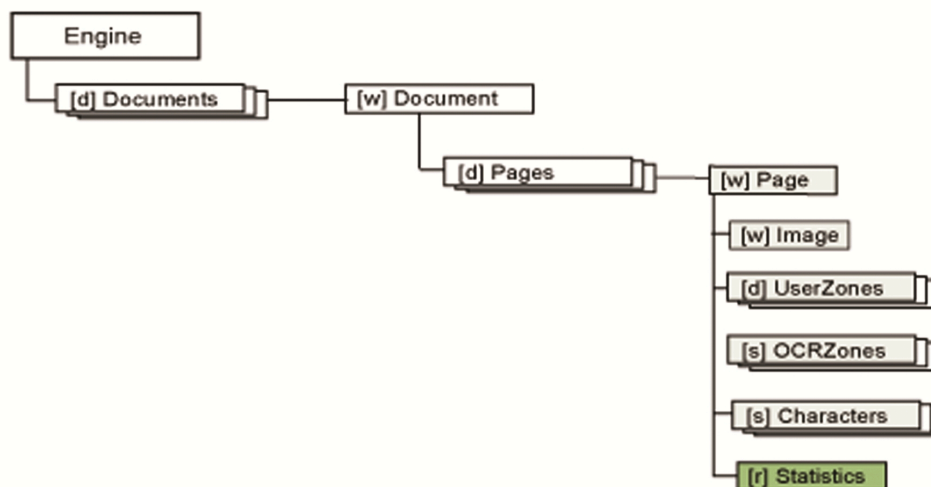 Engine
[d] Documents
[w] Document
[d] Pages
[w] Page
[w] Image
[d] UserZones
[s] OCRZones
[s] Characters
[r] Statistics